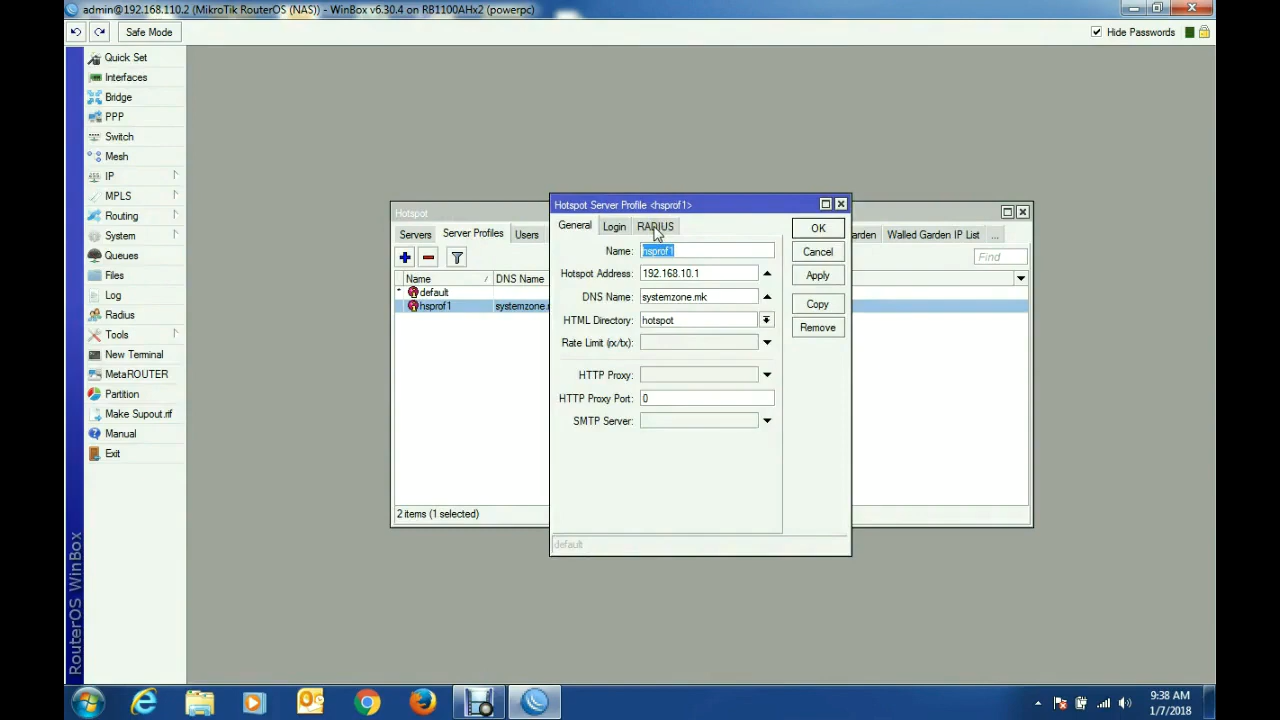 admin@192.168.110.2 (MikroTik RouterOS (NAS)) - WinBox v6.30.4 on RB1100AHx2 (powerpc)
Safe Mode
Hide Passwords
Quick Set
Interfaces
Bridge
PPP
Switch
Mesh
IP
MPLS
Routing
System
Queues
Files
Log
Radius
Tools
New Terminal
MetaROUTER
Partition
Make Supout.rif
Manual
Exit
RouterOS WinBox
Hotspot
Servers
Server Profiles
Users
arden
Walled Garden IP List
...
Find
Name
DNS Name
default
hsprof1
systemzone.m
2 items (1 selected)
Hotspot Server Profile <hsprof1>
General
Login
RADIUS
Name: hsprof1
Hotspot Address: 192.168.10.1
DNS Name: systemzone.mk
HTML Directory: hotspot
Rate Limit (rx/tx):
HTTP Proxy:
HTTP Proxy Port: 0
SMTP Server:
OK
Cancel
Apply
Copy
Remove
default
9:38 AM
1/7/2018